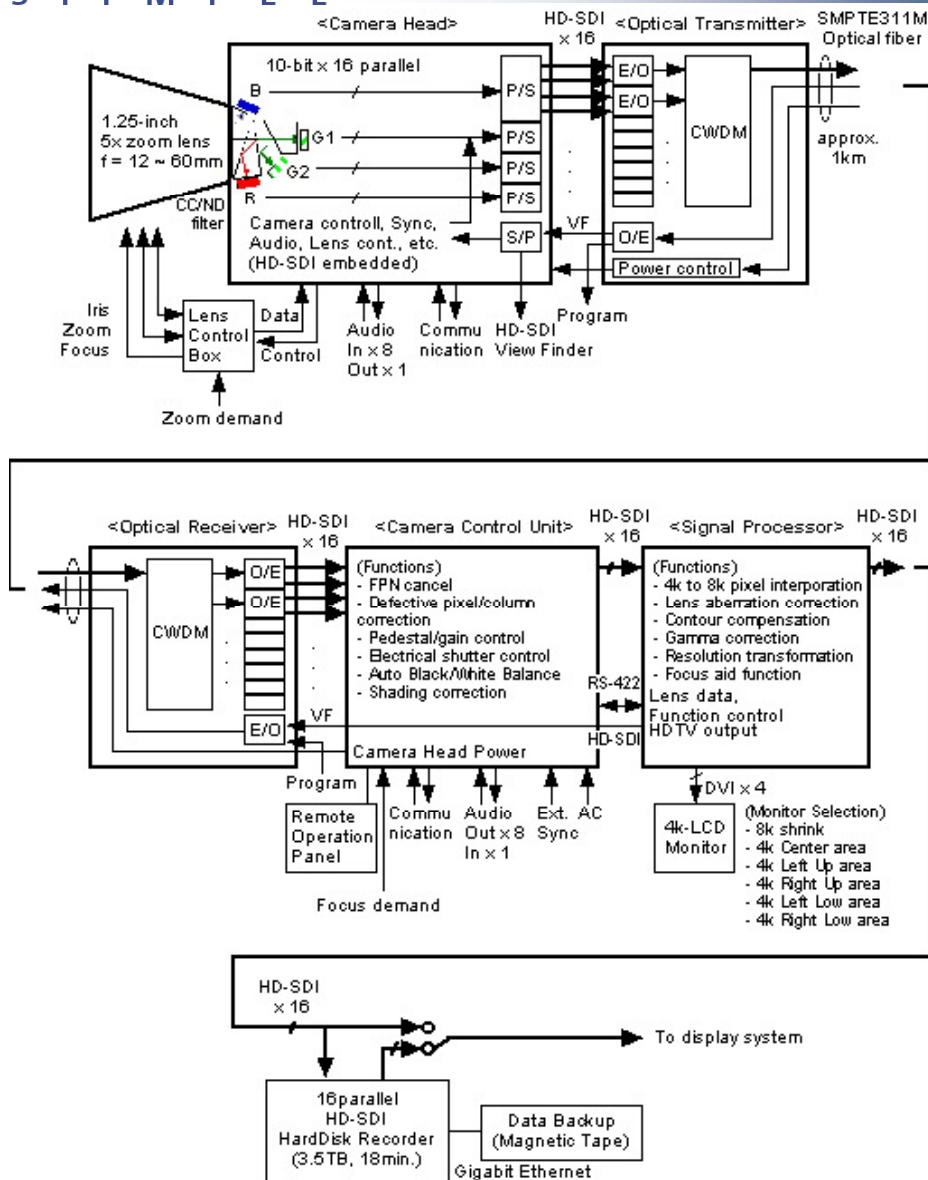 <Camera Head>
HD-SDI
x 16
<Optical Transmitter>
SMPTE311M
Optical fiber
10-bit x 16 parallel
B
G1
G2
R
P/S
P/S
P/S
P/S
S/P
1.25-inch
5x zoom lens
f = 12 ~ 60mm
CC/ND
filter
Camera controll, Sync,
Audio, Lens cont., etc.
(HD-SDI embedded)
E/O
E/O
CWDM
approx.
1km
VF
O/E
Power control
Iris
Zoom
Focus
Lens
Control
Box
Data
Control
Zoom demand
Audio
In x 8
Out x 1
Commu
nication
HD-SDI
View Finder
Program
<Optical Receiver>
HD-SDI
x 16
<Camera Control Unit>
HD-SDI
x 16
<Signal Processor>
HD-SDI
x 16
CWDM
O/E
O/E
E/O
VF
Program
(Functions)
- FPN cancel
- Defective pixel/column
correction
- Pedestal/gain control
- Electrical shutter control
- Auto Black/White Balance
- Shading correction
Camera Head Power
RS-422
HD-SDI
(Functions)
- 4k to 8k pixel interporation
- Lens aberration correction
- Contour compensation
- Gamma correction
- Resolution transformation
- Focus aid function
Lens data,
Function control
HDTV output
Remote
Operation
Panel
Focus demand
Commu
nication
Audio
Out x 8
In x 1
Ext.
Sync
AC
DVI x 4
4k-LCD
Monitor
(Monitor Selection)
- 8k shrink
- 4k Center area
- 4k Left Up area
- 4k Right Up area
- 4k Left Low area
- 4k Right Low area
HD-SDI
x 16
To display system
16parallel
HD-SDI
HardDisk Recorder
(3.5TB, 18min.)
Data Backup
(Magnetic Tape)
Gigabit Ethernet